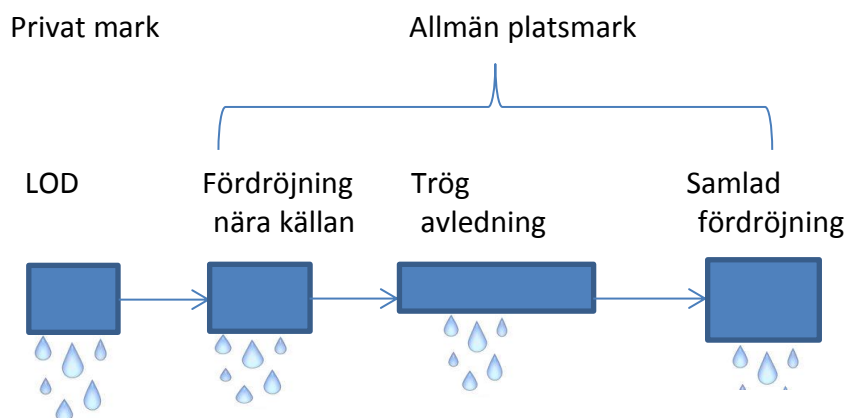 Privat mark
Allmän platsmark
LOD
Fördröjning
nära källan
Trög
avledning
Samlad
fördröjning